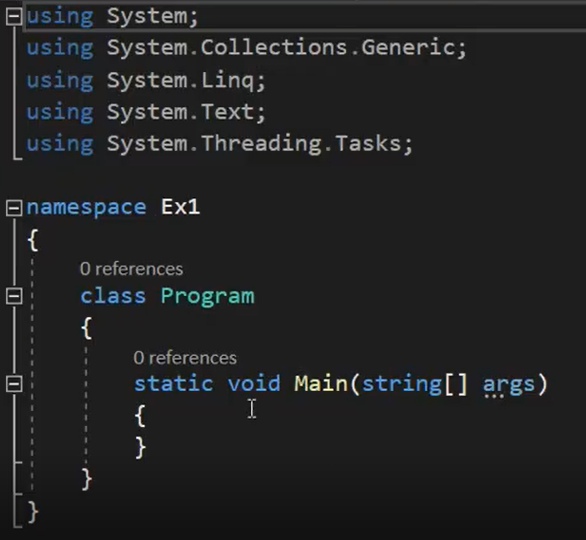 using System;
using System.Collections.Generic;
using System.Linq;
using System.Text;
using System.Threading.Tasks;
namespace Ex1
{
0 references
class Program
{
0 references
static void Main(string[] args)
{
}
}
}